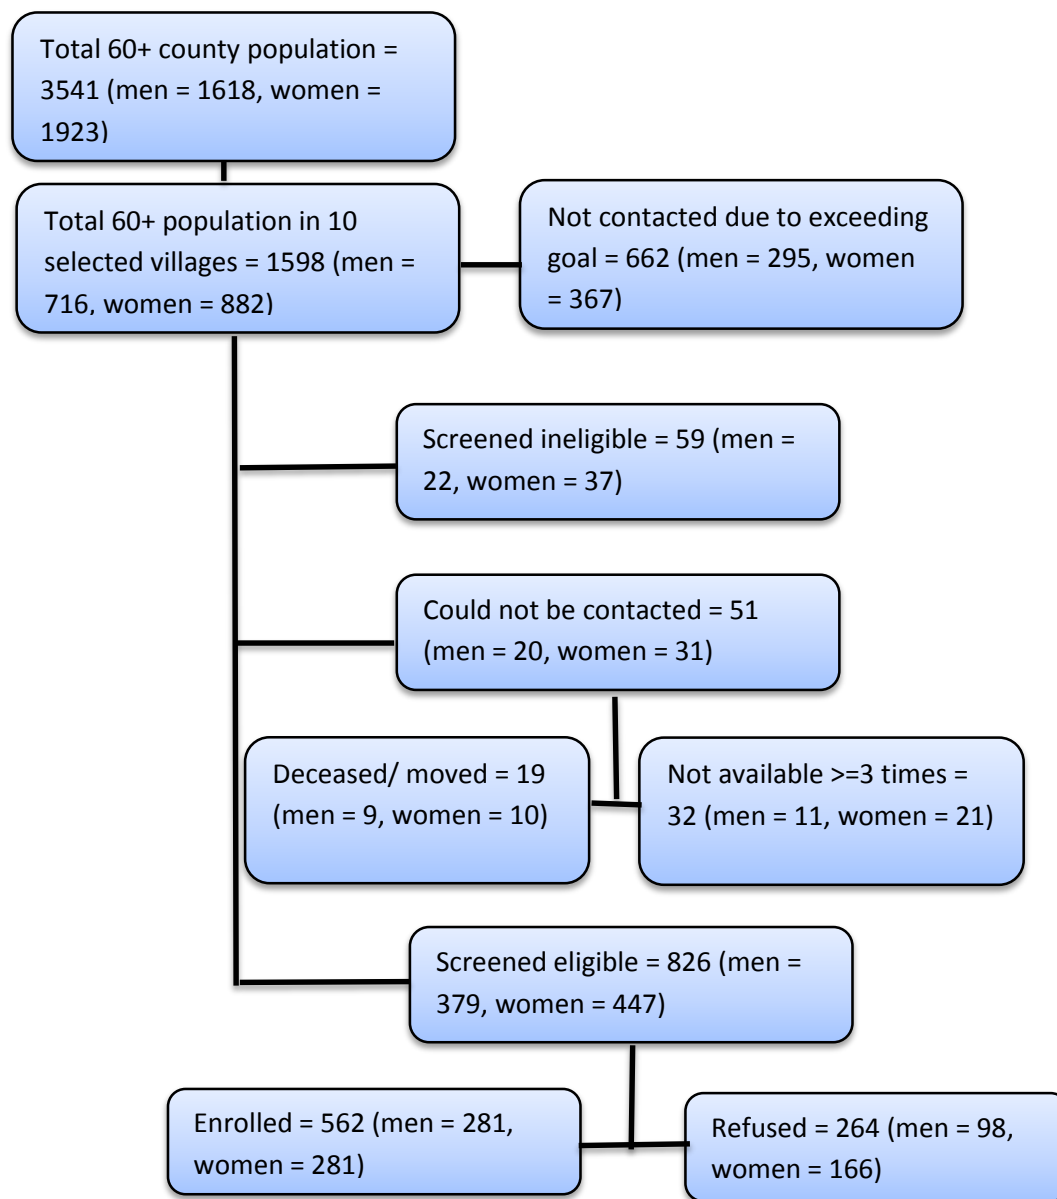 Total 60+ county population =
3541 (men = 1618, women =
1923)
Total 60+ population in 10
selected villages = 1598 (men =
716, women = 882)
Not contacted due to exceeding
goal = 662 (men = 295, women
= 367)
Screened ineligible = 59 (men =
22, women = 37)
Could not be contacted = 51
(men = 20, women = 31)
Deceased/ moved = 19
(men = 9, women = 10)
Not available >=3 times =
32 (men = 11, women = 21)
Screened eligible = 826 (men =
379, women = 447)
Enrolled = 562 (men = 281,
women = 281)
Refused = 264 (men = 98,
women = 166)